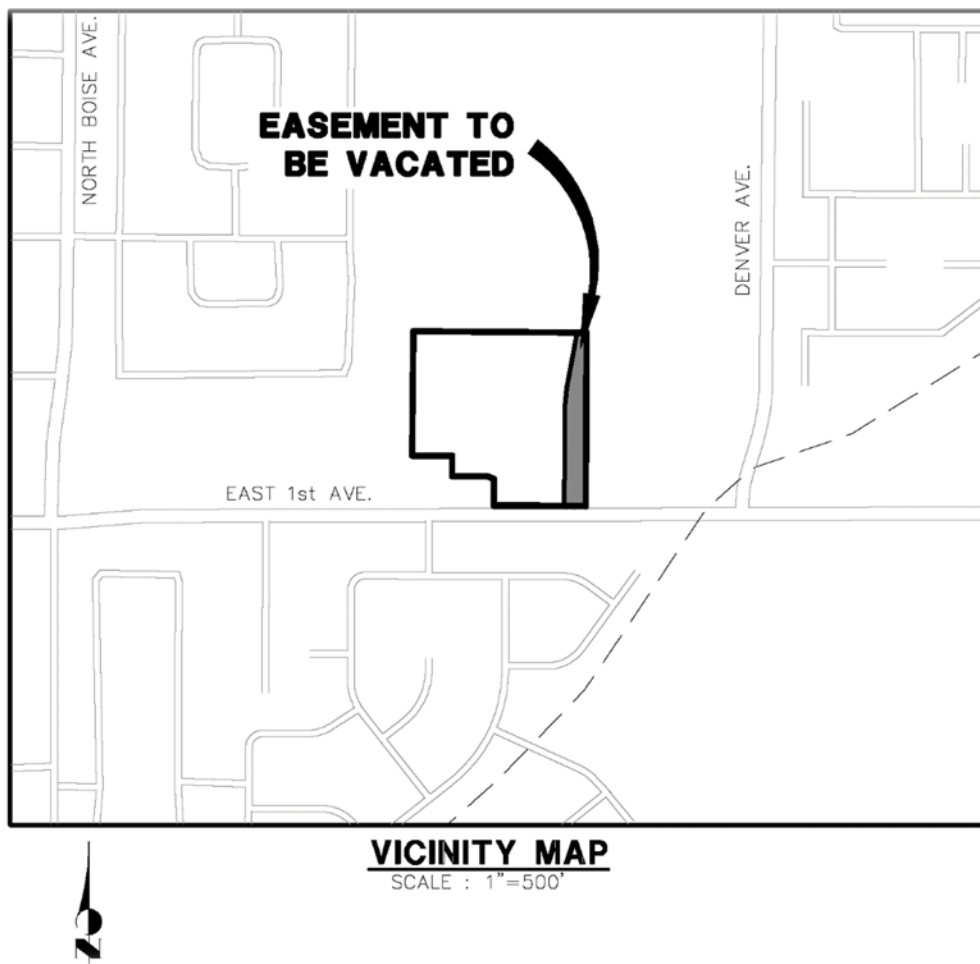 NORTH BOISE AVE.
EASEMENT TO
BE VACATED
DENVER AVE.
EAST 1st AVE.
VICINITY MAP
SCALE : 1"=500'
N